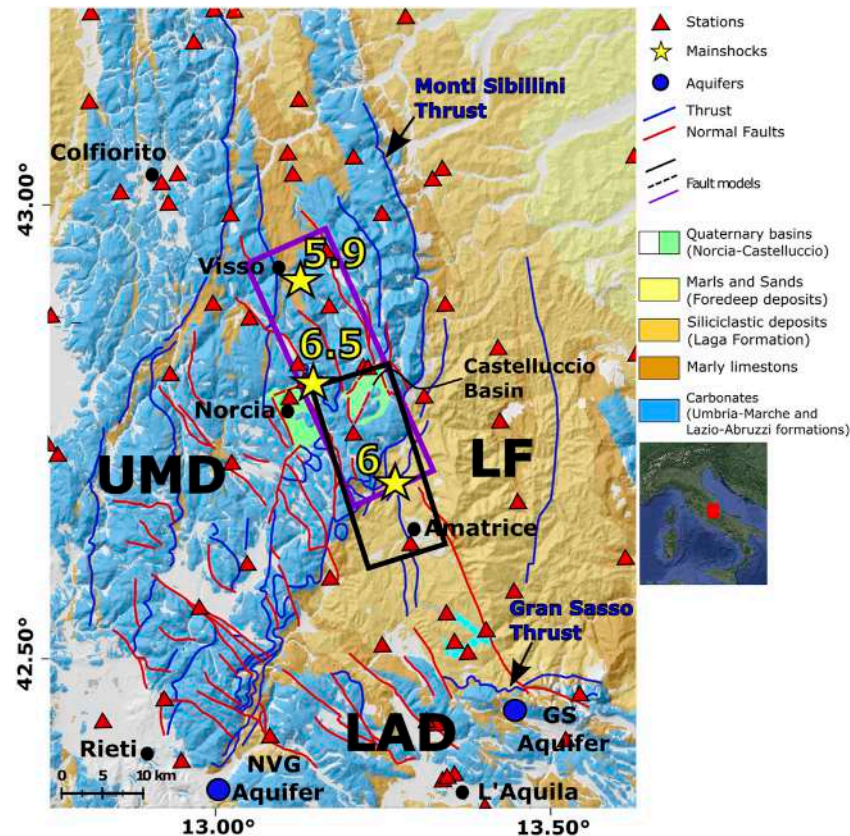 Monti Sibillini
Thrust
Colfiorito
43.00°
Visso
5.9
6.5
Castelluccio
Basin
Norcia
UMD
6
LF
Amatrice
Gran Sasso
Thrust
42.50°
LAD
GS
Aquifer
Rieti
NVG
Aquifer
0 5 10 km
L'Aquila
13.00°
13.50°
Stations
Mainshocks
Aquifers
Thrust
Normal Faults
Fault models
Quaternary basins
(Norcia-Castelluccio)
Marls and Sands
(Foredeep deposits)
Siliciclastic deposits
(Laga Formation)
Marly limestons
Carbonates
(Umbria-Marche and
Lazio-Abruzzi formations)